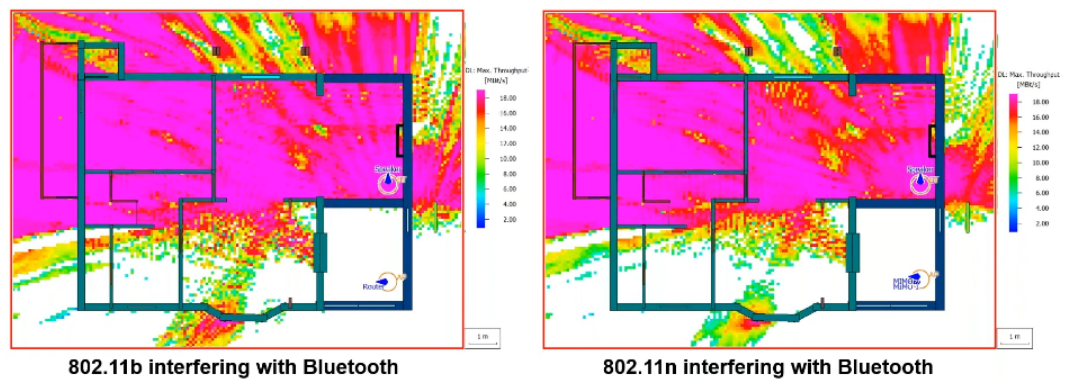 DL: Max. Throughput
[MBit/s]
18.00
16.00
14.00
12.00
10.00
8.00
6.00
4.00
2.00
Speaker
Router
1 m
802.11b interfering with Bluetooth
DL: Max. Throughput
[MBit/s]
18.00
16.00
14.00
12.00
10.00
8.00
6.00
4.00
2.00
Speaker
1 m
802.11n interfering with Bluetooth